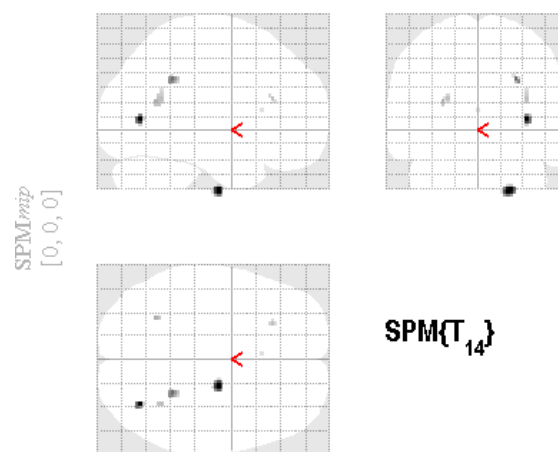 SPMmip
[0, 0, 0]
<
<
<
SPM{T14}